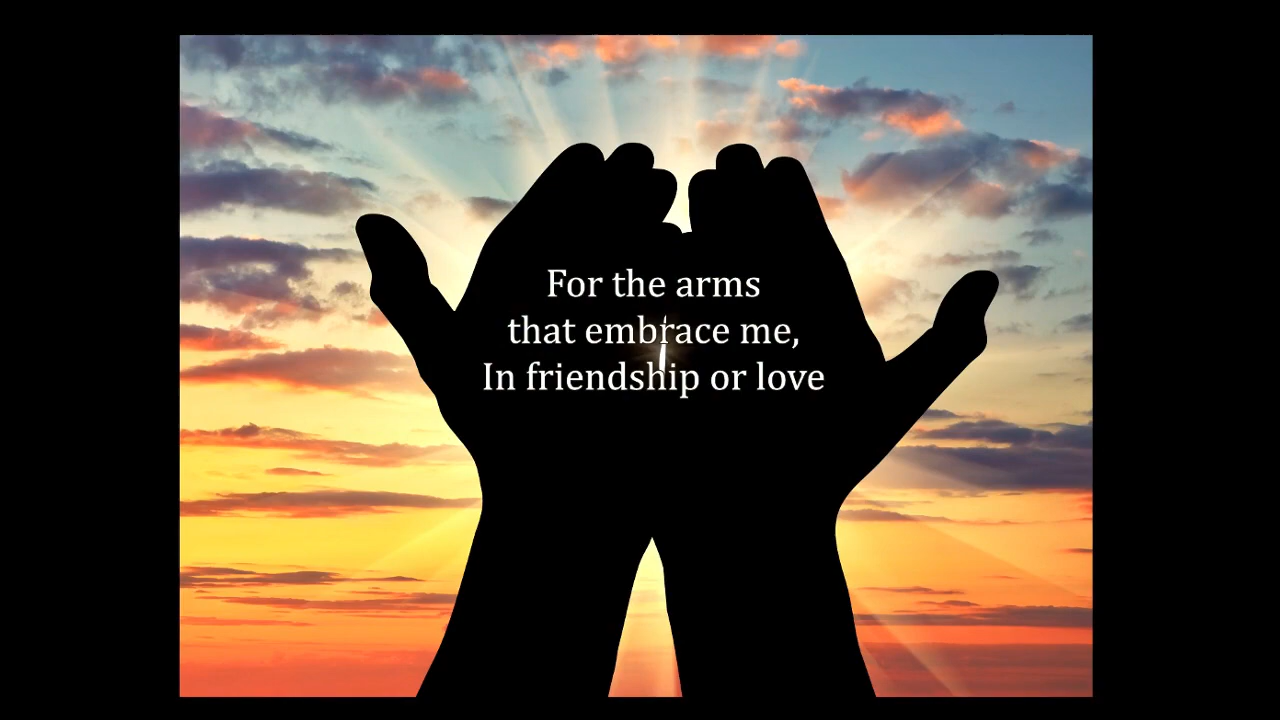 For the arms
that embrace me,
In friendship or love